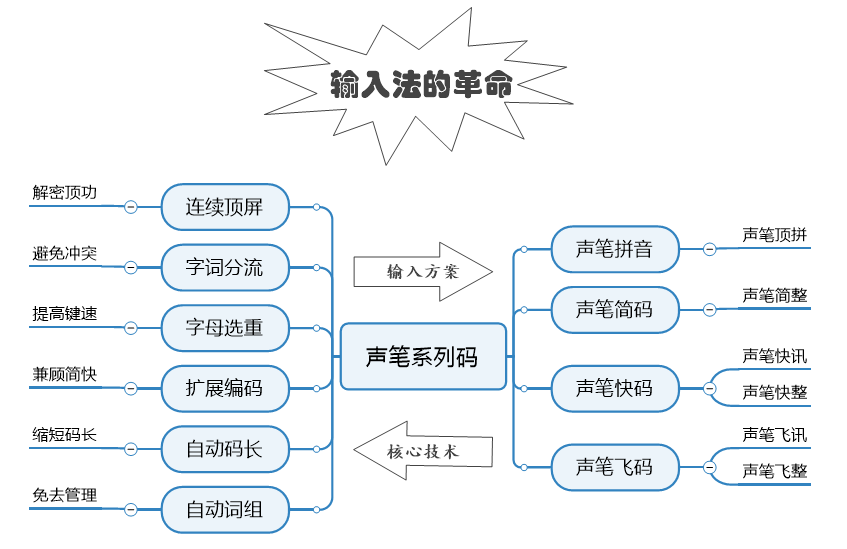 输入法的革命
解密顶功
连续顶屏
避免冲突
字词分流
提高键速
字母选重
兼顾简快
扩展编码
缩短码长
自动码长
免去管理
自动词组
输入方案
声笔系列码
核心技术
声笔拼音
声笔顶拼
声笔简码
声笔简整
声笔快码
声笔快讯
声笔快整
声笔飞码
声笔飞讯
声笔飞整